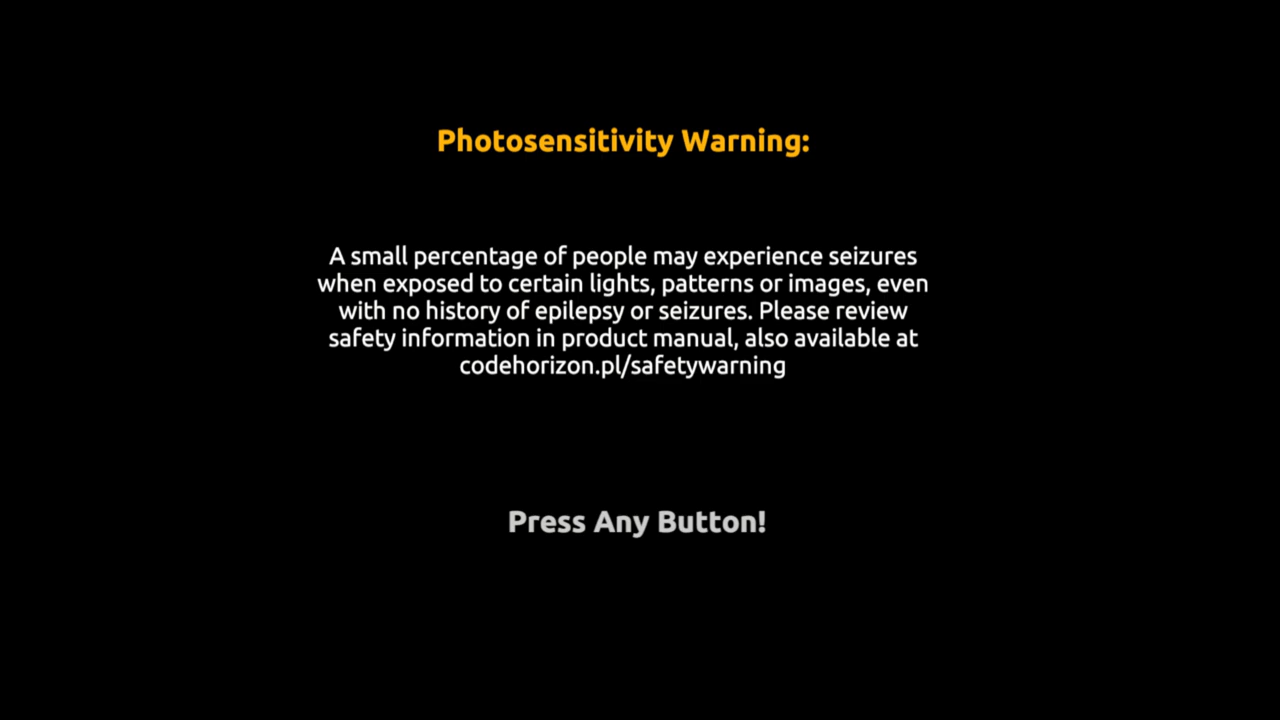 Photosensitivity Warning:
A small percentage of people may experience seizures
when exposed to certain lights, patterns or images, even
with no history of epilepsy or seizures. Please review
safety information in product manual, also available at
codehorizon.pl/safetywarning
Press Any Button!